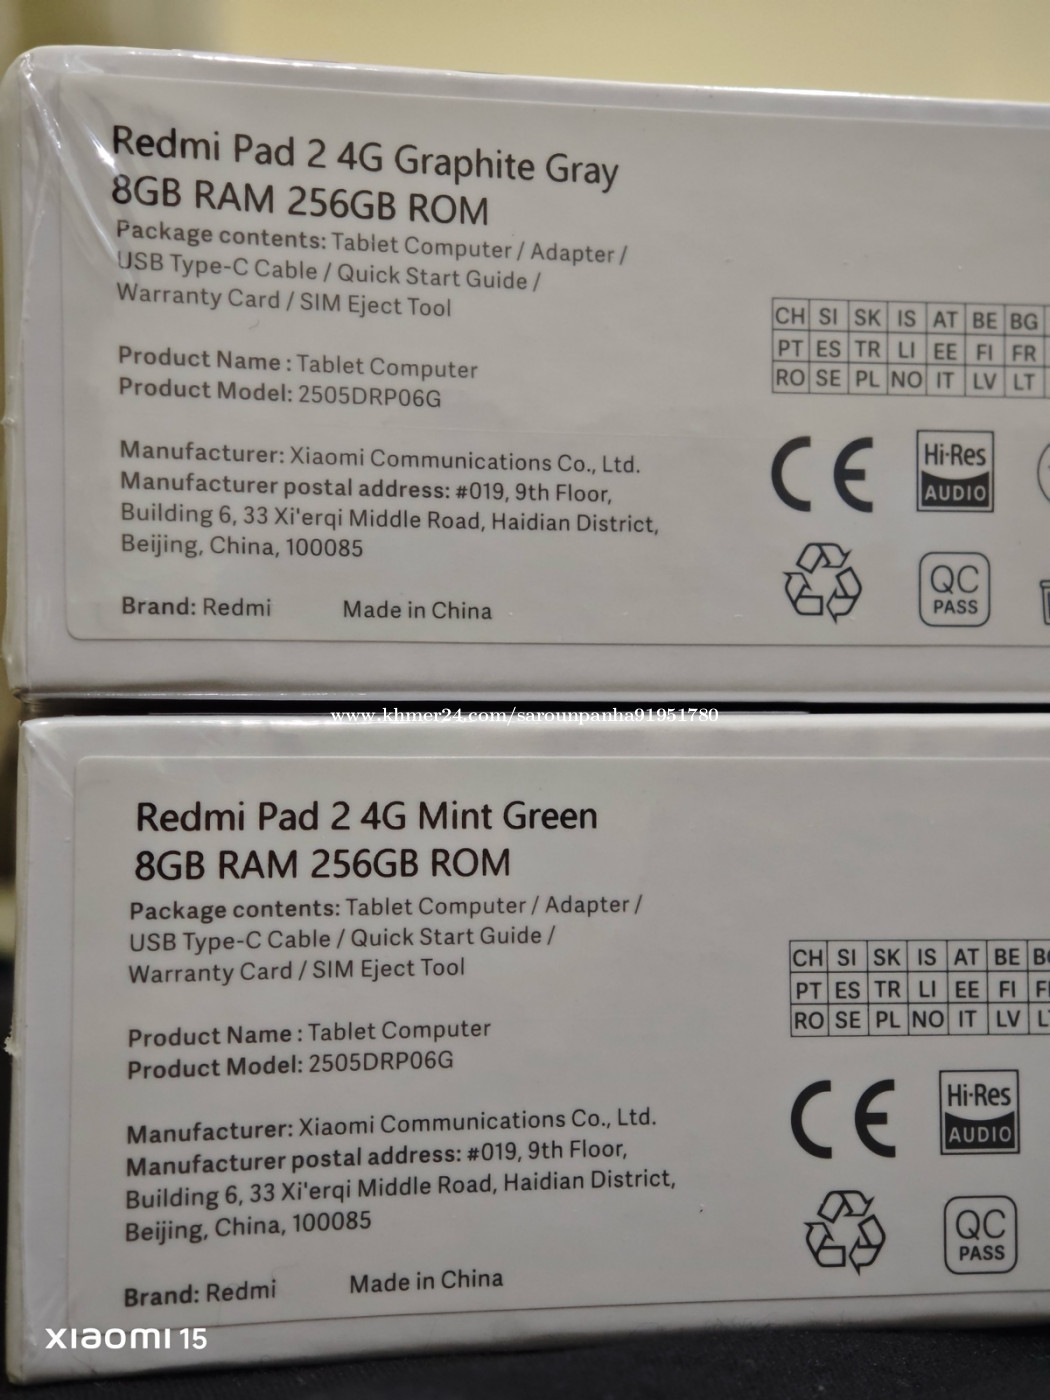 Redmi Pad 2 4G Graphite Gray
8GB RAM 256GB ROM
Package contents: Tablet Computer / Adapter /
USB Type-C Cable / Quick Start Guide /
Warranty Card / SIM Eject Tool
Product Name : Tablet Computer
Product Model: 2505DRP06G
Manufacturer: Xiaomi Communications Co., Ltd.
Manufacturer postal address: #019, 9th Floor,
Building 6, 33 Xi'erqi Middle Road, Haidian District,
Beijing, China, 100085
Brand: Redmi Made in China
CH SI SK IS AT BE BG
PT ES TR LI EE FI FR
RO SE PL NO IT LV LT
CE
Hi-Res
AUDIO
QC
PASS
www.khmer24.com/sarounpanha91951780
Redmi Pad 2 4G Mint Green
8GB RAM 256GB ROM
Package contents: Tablet Computer / Adapter /
USB Type-C Cable / Quick Start Guide /
Warranty Card / SIM Eject Tool
Product Name : Tablet Computer
Product Model: 2505DRP06G
Manufacturer: Xiaomi Communications Co., Ltd.
Manufacturer postal address: #019, 9th Floor,
Building 6, 33 Xi'erqi Middle Road, Haidian District,
Beijing, China, 100085
Brand: Redmi Made in China
CH SI SK IS AT BE
PT ES TR LI EE FI
RO SE PL NO IT LV
CE
Hi-Res
AUDIO
QC
PASS
xiaomi 15